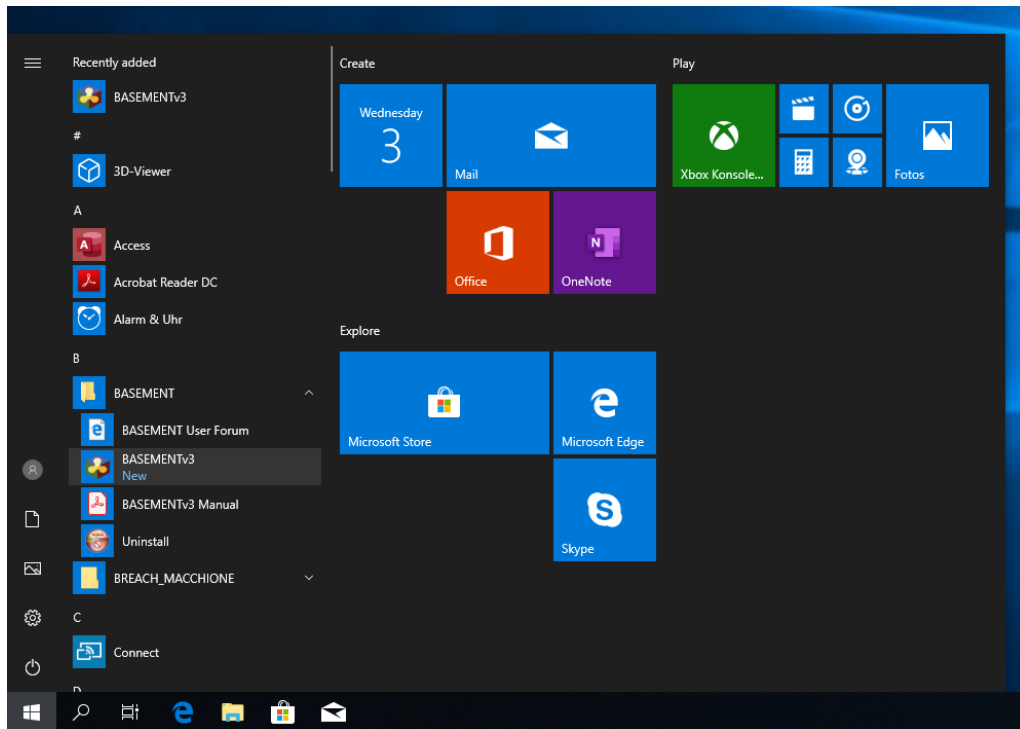 Recently added
BASEMENTv3
#
3D-Viewer
A
Access
Acrobat Reader DC
Alarm & Uhr
B
BASEMENT
BASEMENT User Forum
BASEMENTv3
New
BASEMENTv3 Manual
Uninstall
BREACH_MACCHIONE
C
Connect
D
Create
Wednesday
3
Mail
Office
OneNote
Explore
Microsoft Store
Microsoft Edge
Skype
Play
Xbox Konsole...
Fotos